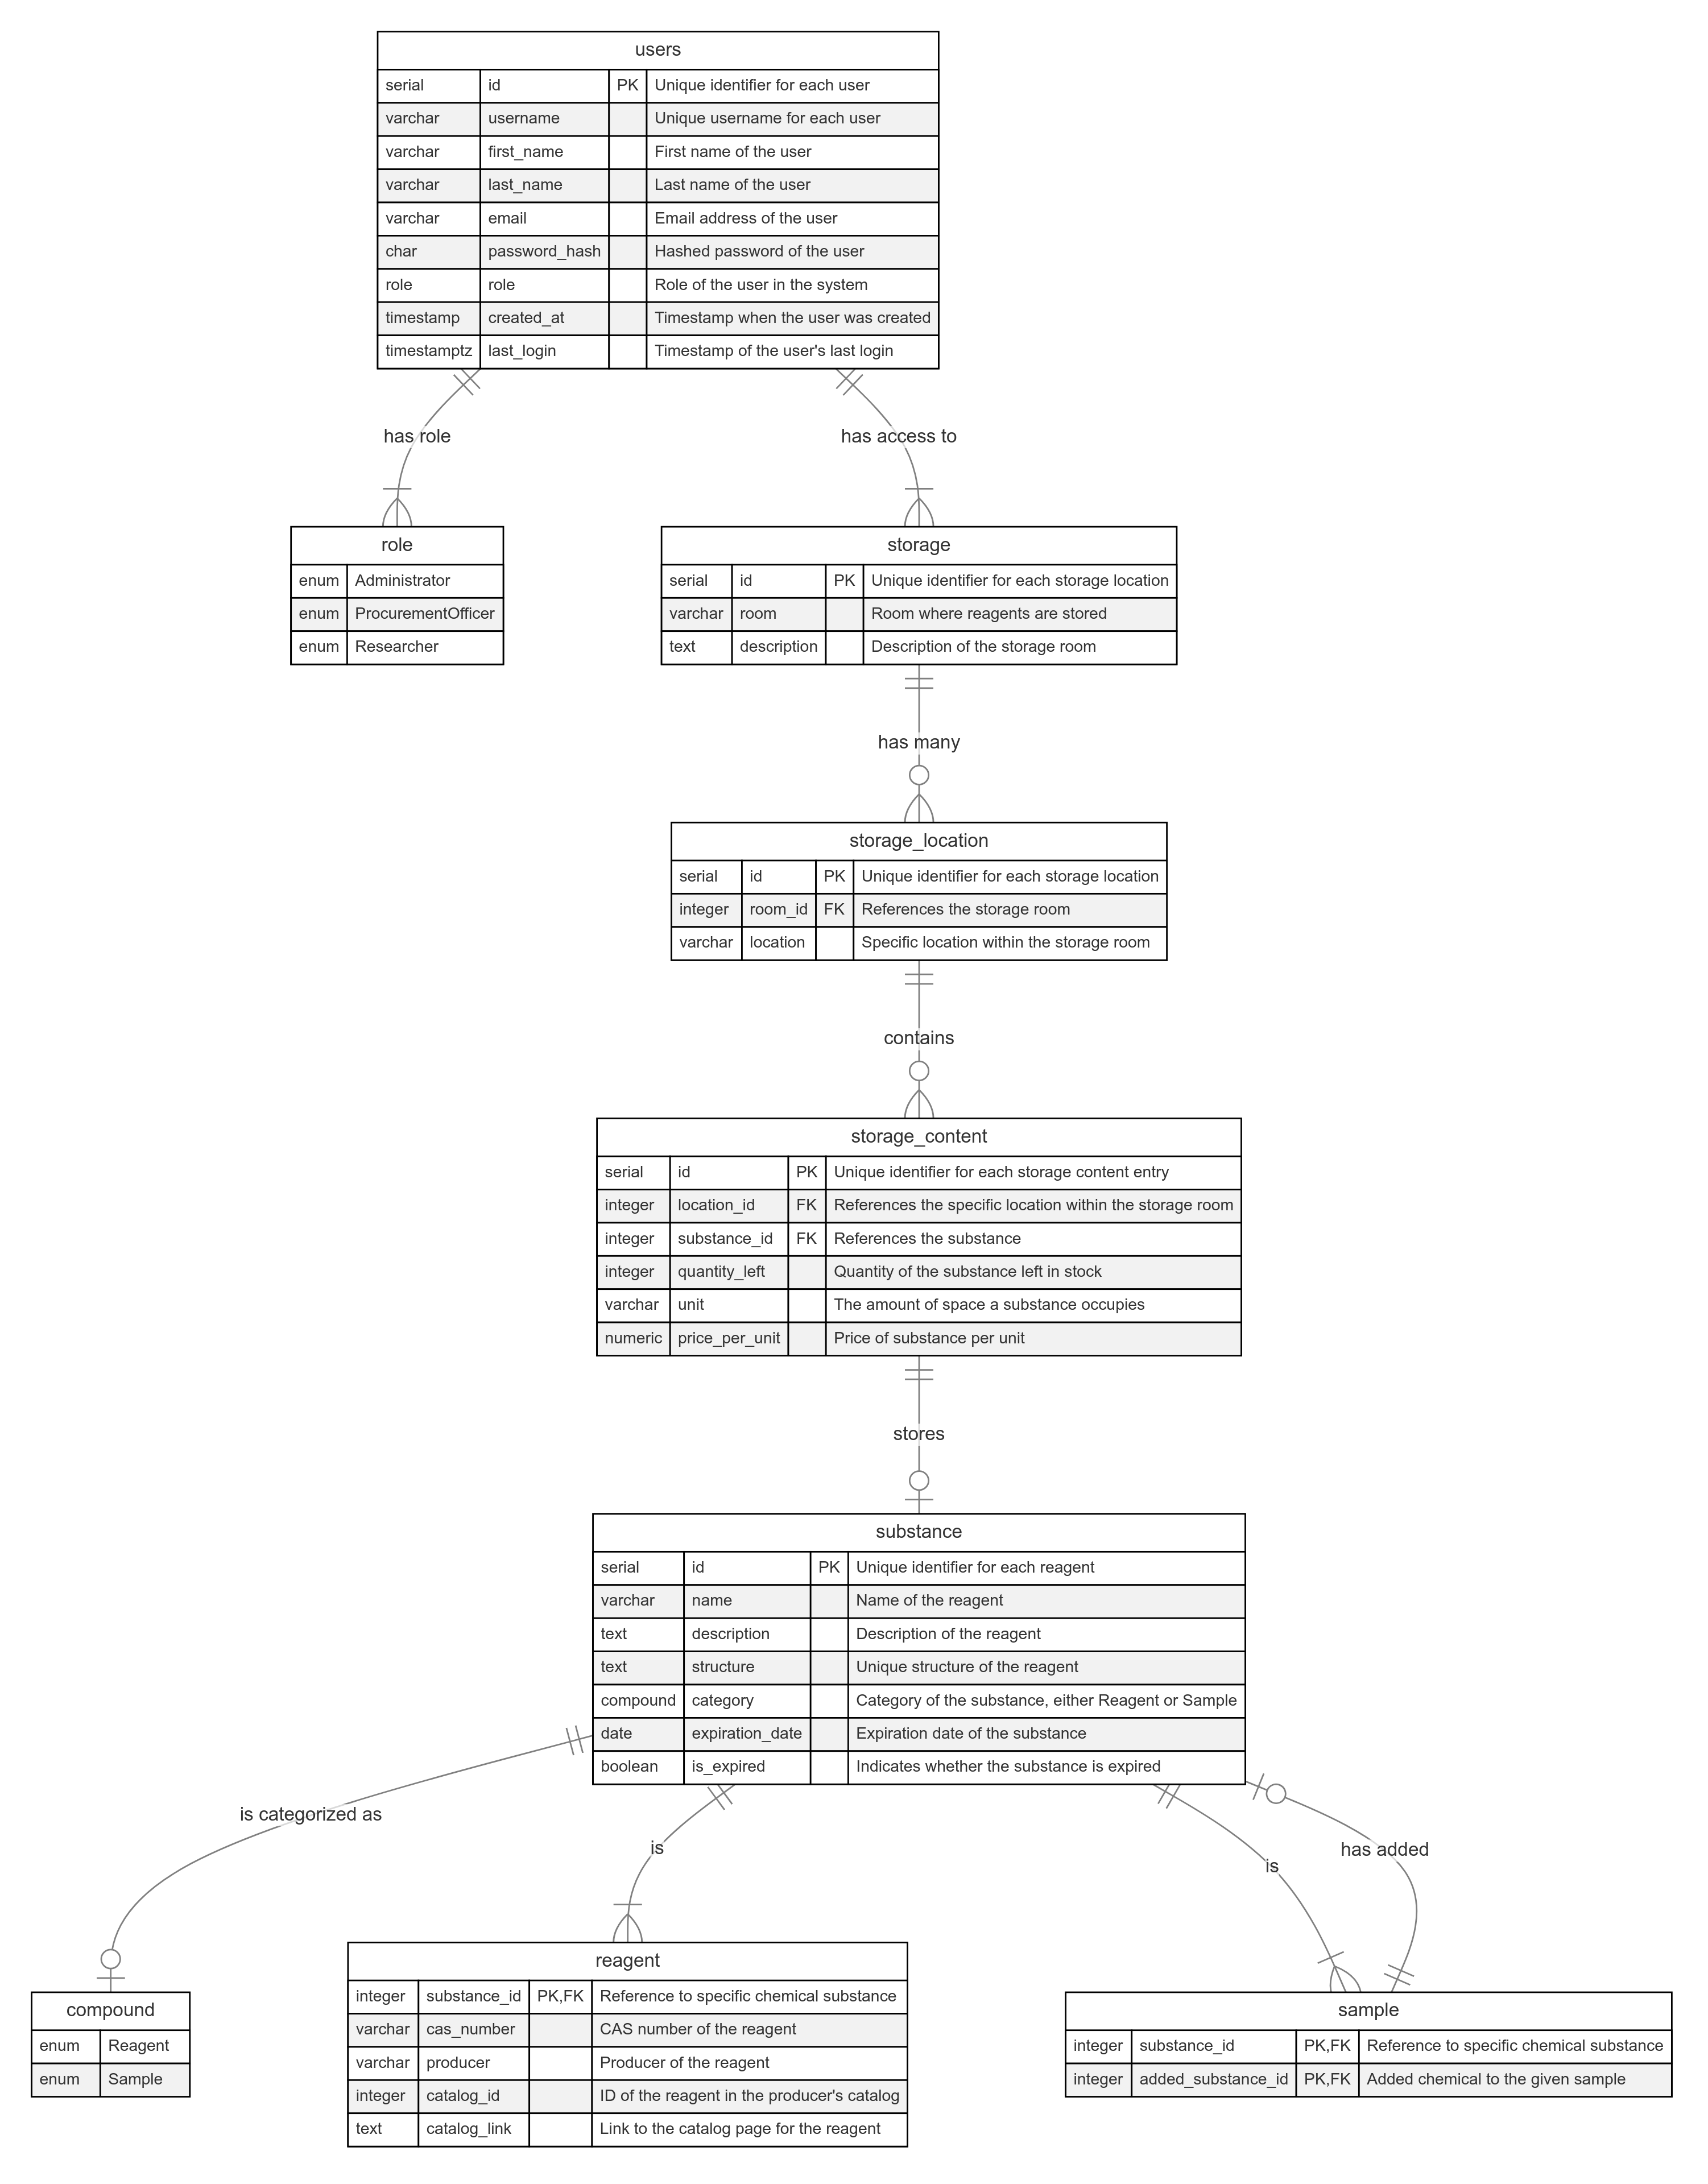 users
serial id PK Unique identifier for each user
varchar username Unique username for each user
varchar first_name First name of the user
varchar last_name Last name of the user
varchar email Email address of the user
char password_hash Hashed password of the user
role role Role of the user in the system
timestamp created_at Timestamp when the user was created
timestamptz last_login Timestamp of the user's last login
has role
has access to
role
enum Administrator
enum ProcurementOfficer
enum Researcher
storage
serial id PK Unique identifier for each storage location
varchar room Room where reagents are stored
text description Description of the storage room
has many
storage_location
serial id PK Unique identifier for each storage location
integer room_id FK References the storage room
varchar location Specific location within the storage room
contains
storage_content
serial id PK Unique identifier for each storage content entry
integer location_id FK References the specific location within the storage room
integer substance_id FK References the substance
integer quantity_left Quantity of the substance left in stock
varchar unit The amount of space a substance occupies
numeric price_per_unit Price of substance per unit
stores
substance
serial id PK Unique identifier for each reagent
varchar name Name of the reagent
text description Description of the reagent
text structure Unique structure of the reagent
compound category Category of the substance, either Reagent or Sample
date expiration_date Expiration date of the substance
boolean is_expired Indicates whether the substance is expired
is categorized as
is
is
has added
compound
enum Reagent
enum Sample
reagent
integer substance_id PK,FK Reference to specific chemical substance
varchar cas_number CAS number of the reagent
varchar producer Producer of the reagent
integer catalog_id ID of the reagent in the producer's catalog
text catalog_link Link to the catalog page for the reagent
sample
integer substance_id PK,FK Reference to specific chemical substance
integer added_substance_id PK,FK Added chemical to the given sample